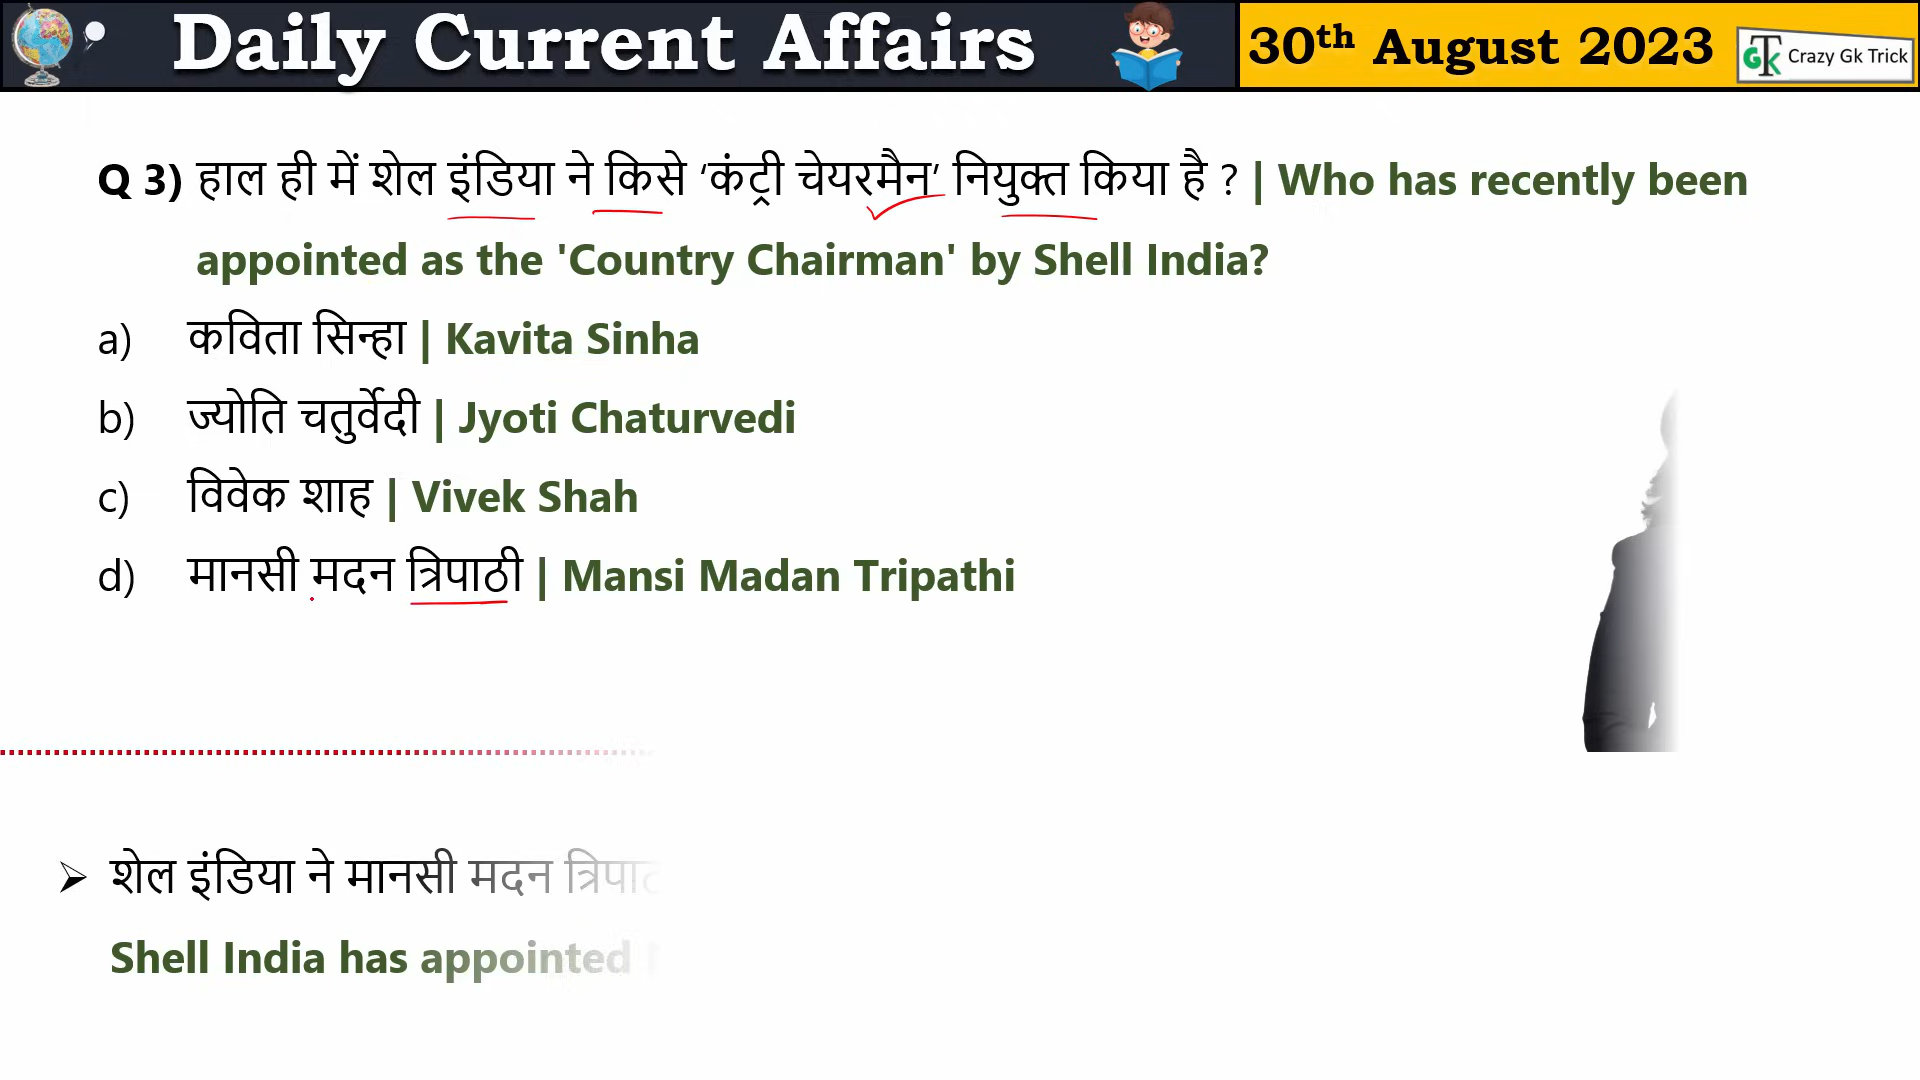 Daily Current Affairs
30th August 2023
GTK Crazy Gk Trick
Q 3) हाल ही में शेल इंडिया ने किसे ‘कंट्री चेयरमैन’ नियुक्त किया है ? | Who has recently been
appointed as the 'Country Chairman' by Shell India?
a) कविता सिन्हा | Kavita Sinha
b) ज्योति चतुर्वेदी | Jyoti Chaturvedi
c) विवेक शाह | Vivek Shah
d) मानसी मदन त्रिपाठी | Mansi Madan Tripathi
➢ शेल इंडिया ने मानसी मदन
Shell India has appointed